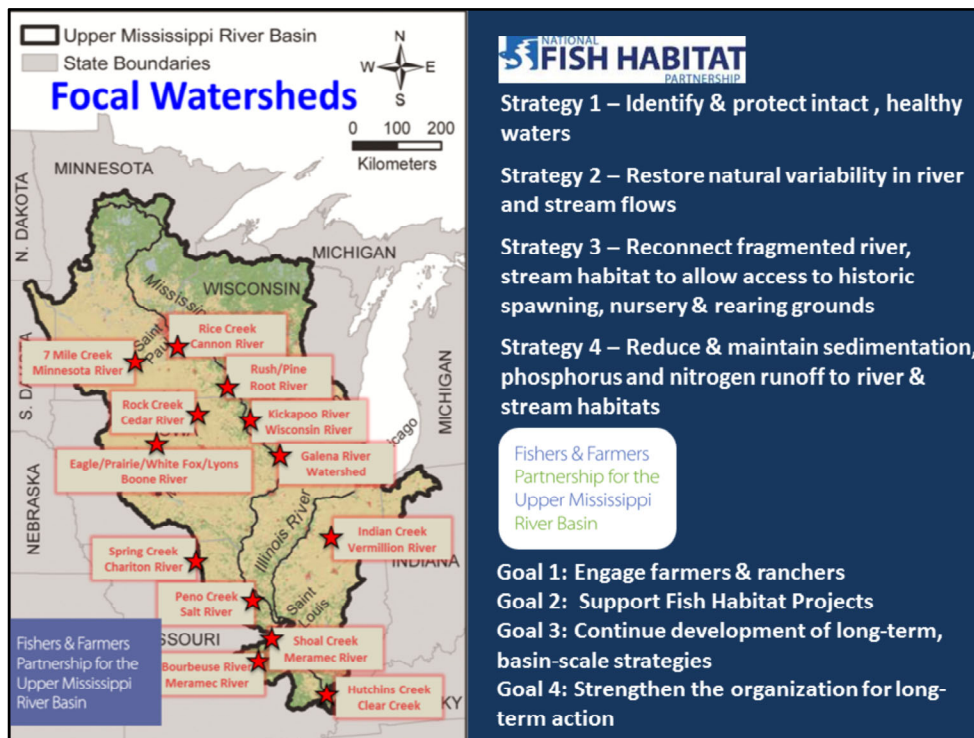 Upper Mississippi River Basin
State Boundaries
Focal Watersheds
N
W
E
S
0 100 200
Kilometers
MINNESOTA
N. DAKOTA
MICHIGAN
WISCONSIN
Mississip
Saint
Pau
Rice Creek
Cannon River
7 Mile Creek
Minnesota River
Rush/Pine
Root River
S. DA
MICHIGAN
Rock Creek
Cedar River
Kickapoo River
Wisconsin River
cago
Eagle/Prairie/White Fox/Lyons
Boone River
Galena River
Watershed
NEBRASKA
Illinois River
Indian Creek
Vermillion River
INDIANA
Spring Creek
Chariton River
Peno Creek
Salt River
Saint
Louis
SOURI
Shoal Creek
Meramec River
Bourbeuse River
Meramec River
Hutchins Creek
Clear Creek
KY
Fishers & Farmers
Partnership for the
Upper Mississippi
River Basin
NATIONAL
FISH HABITAT
PARTNERSHIP
Strategy 1 – Identify & protect intact , healthy
waters
Strategy 2 – Restore natural variability in river
and stream flows
Strategy 3 – Reconnect fragmented river,
stream habitat to allow access to historic
spawning, nursery & rearing grounds
Strategy 4 – Reduce & maintain sedimentation,
phosphorus and nitrogen runoff to river &
stream habitats
Fishers & Farmers
Partnership for the
Upper Mississippi
River Basin
Goal 1: Engage farmers & ranchers
Goal 2:  Support Fish Habitat Projects
Goal 3: Continue development of long-term,
basin-scale strategies
Goal 4: Strengthen the organization for long-
term action